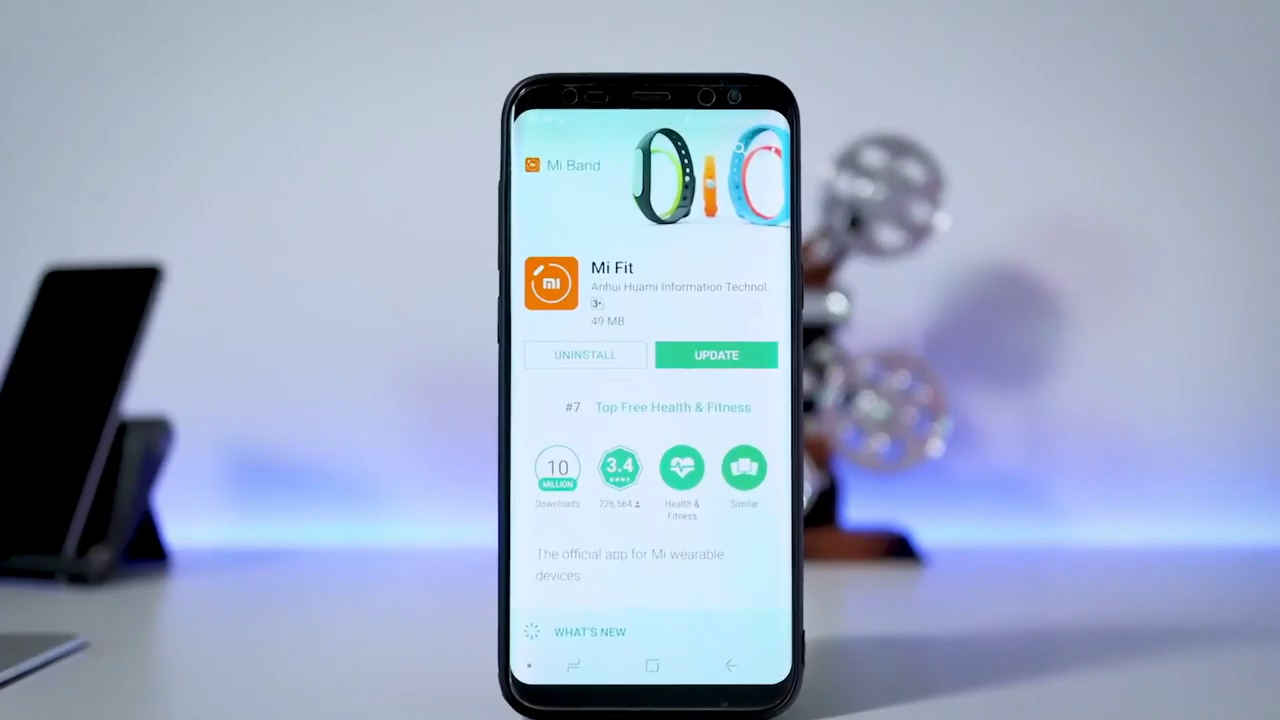 Mi Band
Mi Fit
Anhui Huami Information Technol.
3+
49 MB
UNINSTALL
UPDATE
#7 Top Free Health & Fitness
10
MILLION
Downloads
3.4
226,564
Health &
Fitness
Similar
The official app for Mi wearable
devices
WHAT'S NEW